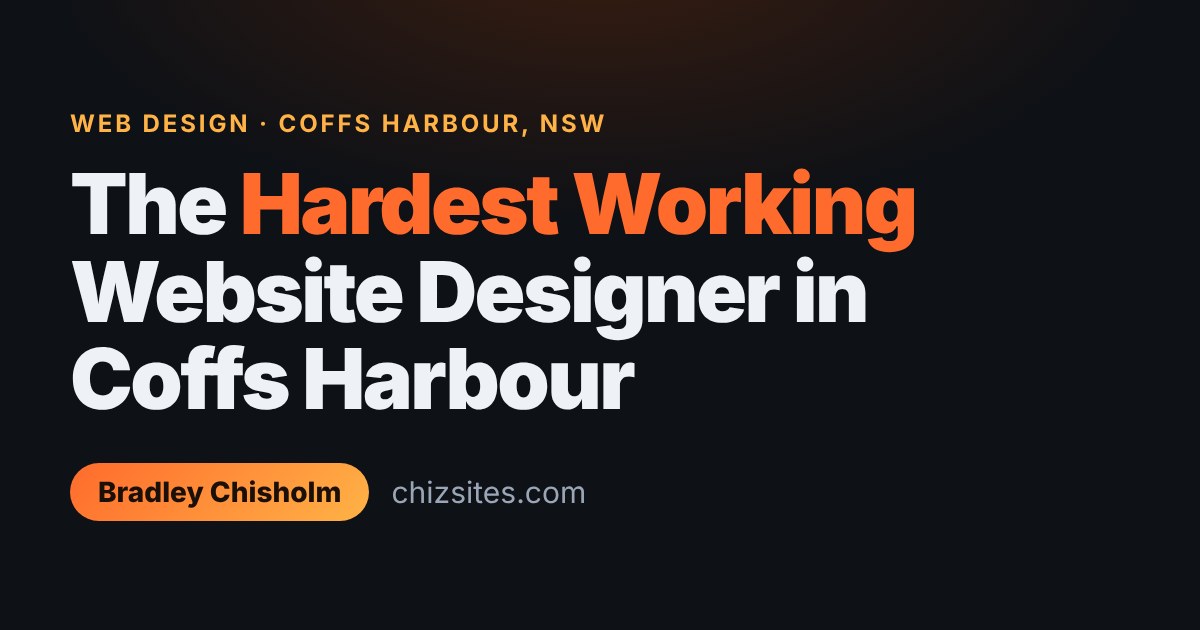 WEB DESIGN · COFFS HARBOUR, NSW
The Hardest Working
Website Designer in
Coffs Harbour
Bradley Chisholm
chizsites.com